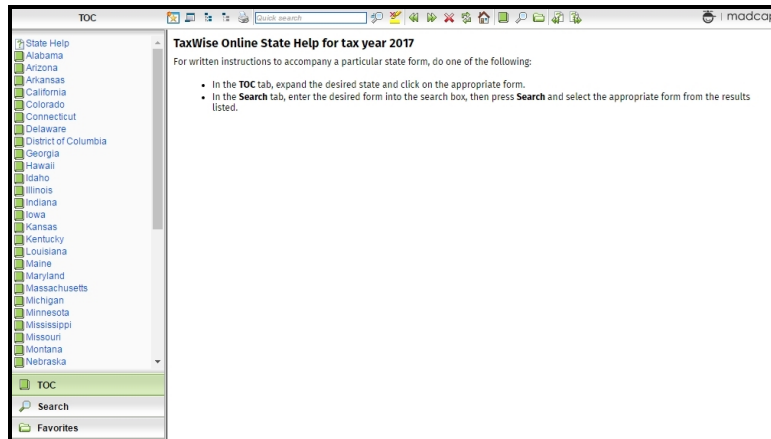 TOC
Quick search
madcap
State Help
Alabama
Arizona
Arkansas
California
Colorado
Connecticut
Delaware
District of Columbia
Georgia
Hawaii
Idaho
Illinois
Indiana
Iowa
Kansas
Kentucky
Louisiana
Maine
Maryland
Massachusetts
Michigan
Minnesota
Mississippi
Missouri
Montana
Nebraska
TOC
Search
Favorites
TaxWise Online State Help for tax year 2017
For written instructions to accompany a particular state form, do one of the following:
• In the TOC tab, expand the desired state and click on the appropriate form.
• In the Search tab, enter the desired form into the search box, then press Search and select the appropriate form from the results
listed.